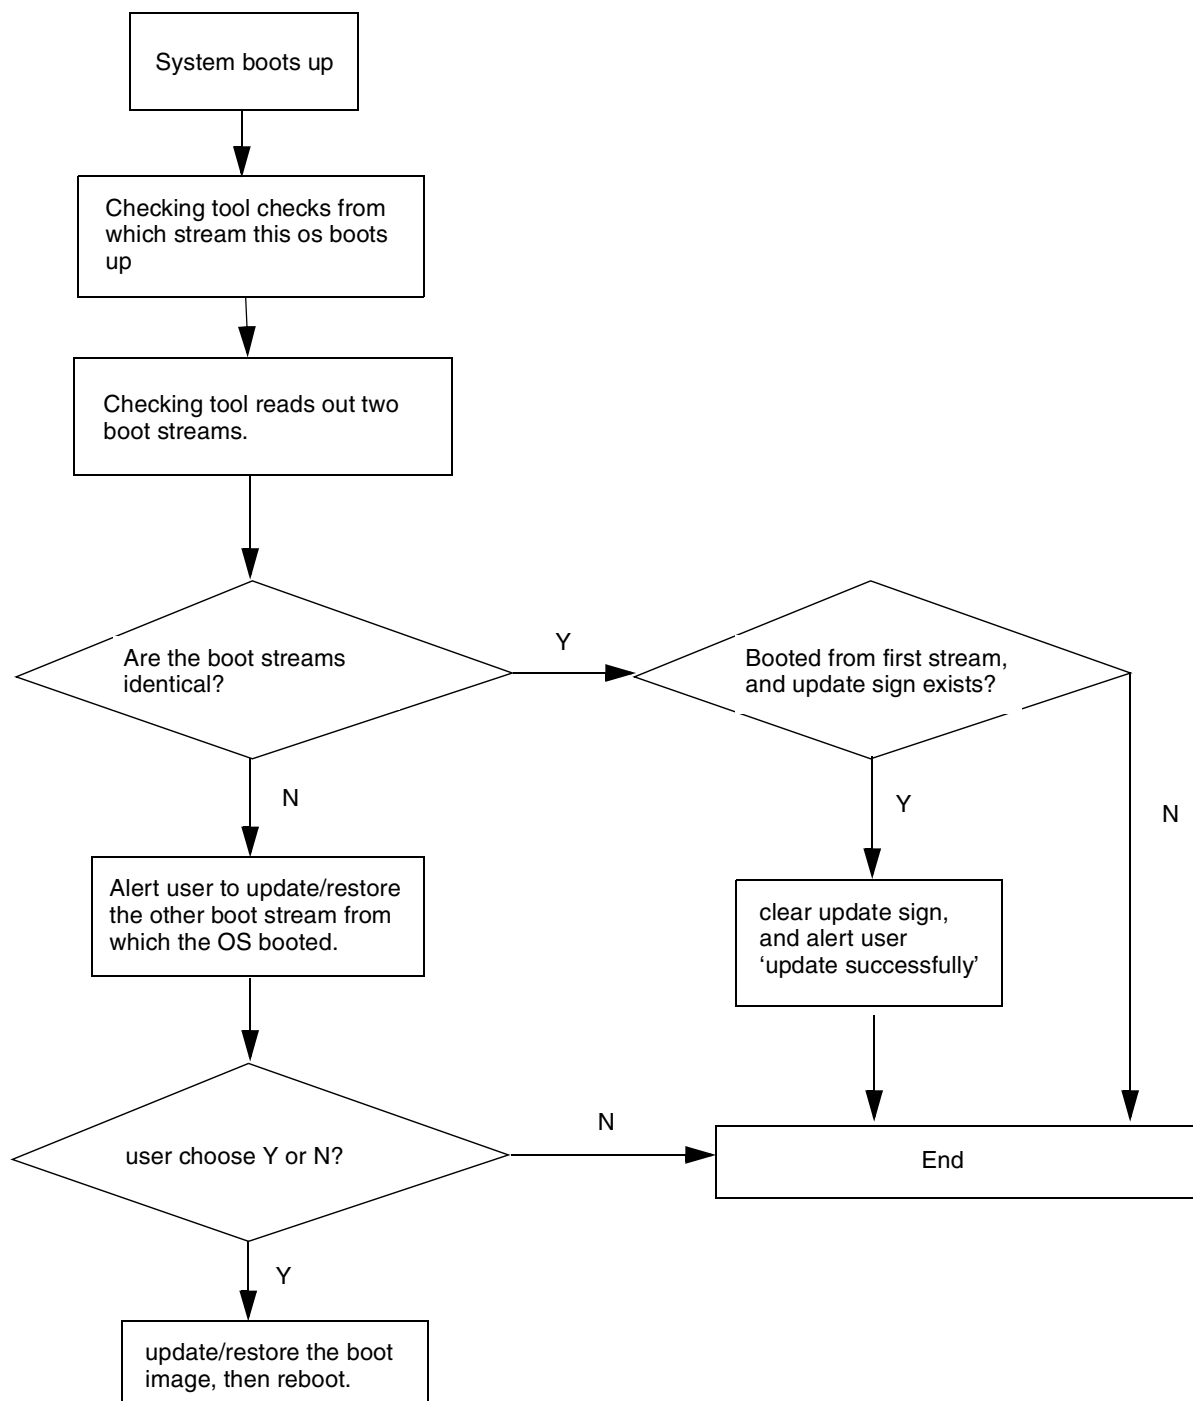 System boots up
Checking tool checks from
which stream this os boots
up
Checking tool reads out two
boot streams.
Are the boot streams
identical?
Y
Booted from first stream,
and update sign exists?
N
Y
N
Alert user to update/restore
the other boot stream from
which the OS booted.
clear update sign,
and alert user
‘update successfully’
user choose Y or N?
N
End
Y
update/restore the boot
image, then reboot.